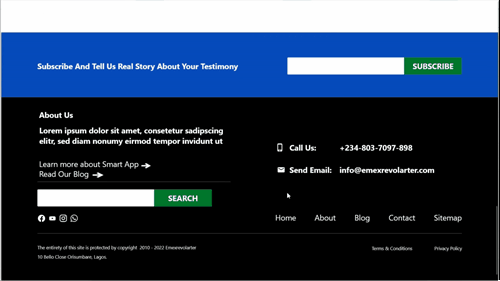 Subscribe And Tell Us Real Story About Your Testimony
SUBSCRIBE
About Us
Lorem ipsum dolor sit amet, consetetur sadipscing
elitr, sed diam nonumy eirmod tempor invidunt ut
Call Us: +234-803-7097-898
Learn more about Smart App
Send Email: info@emexrevolarter.com
Read Our Blog
SEARCH
Home About Blog Contact Sitemap
The entirety of this site is protected by copyright 2010 - 2022 Emexrevolarter
Terms & Conditions Privacy Policy
10 Bello Close Orisumbare, Lagos.